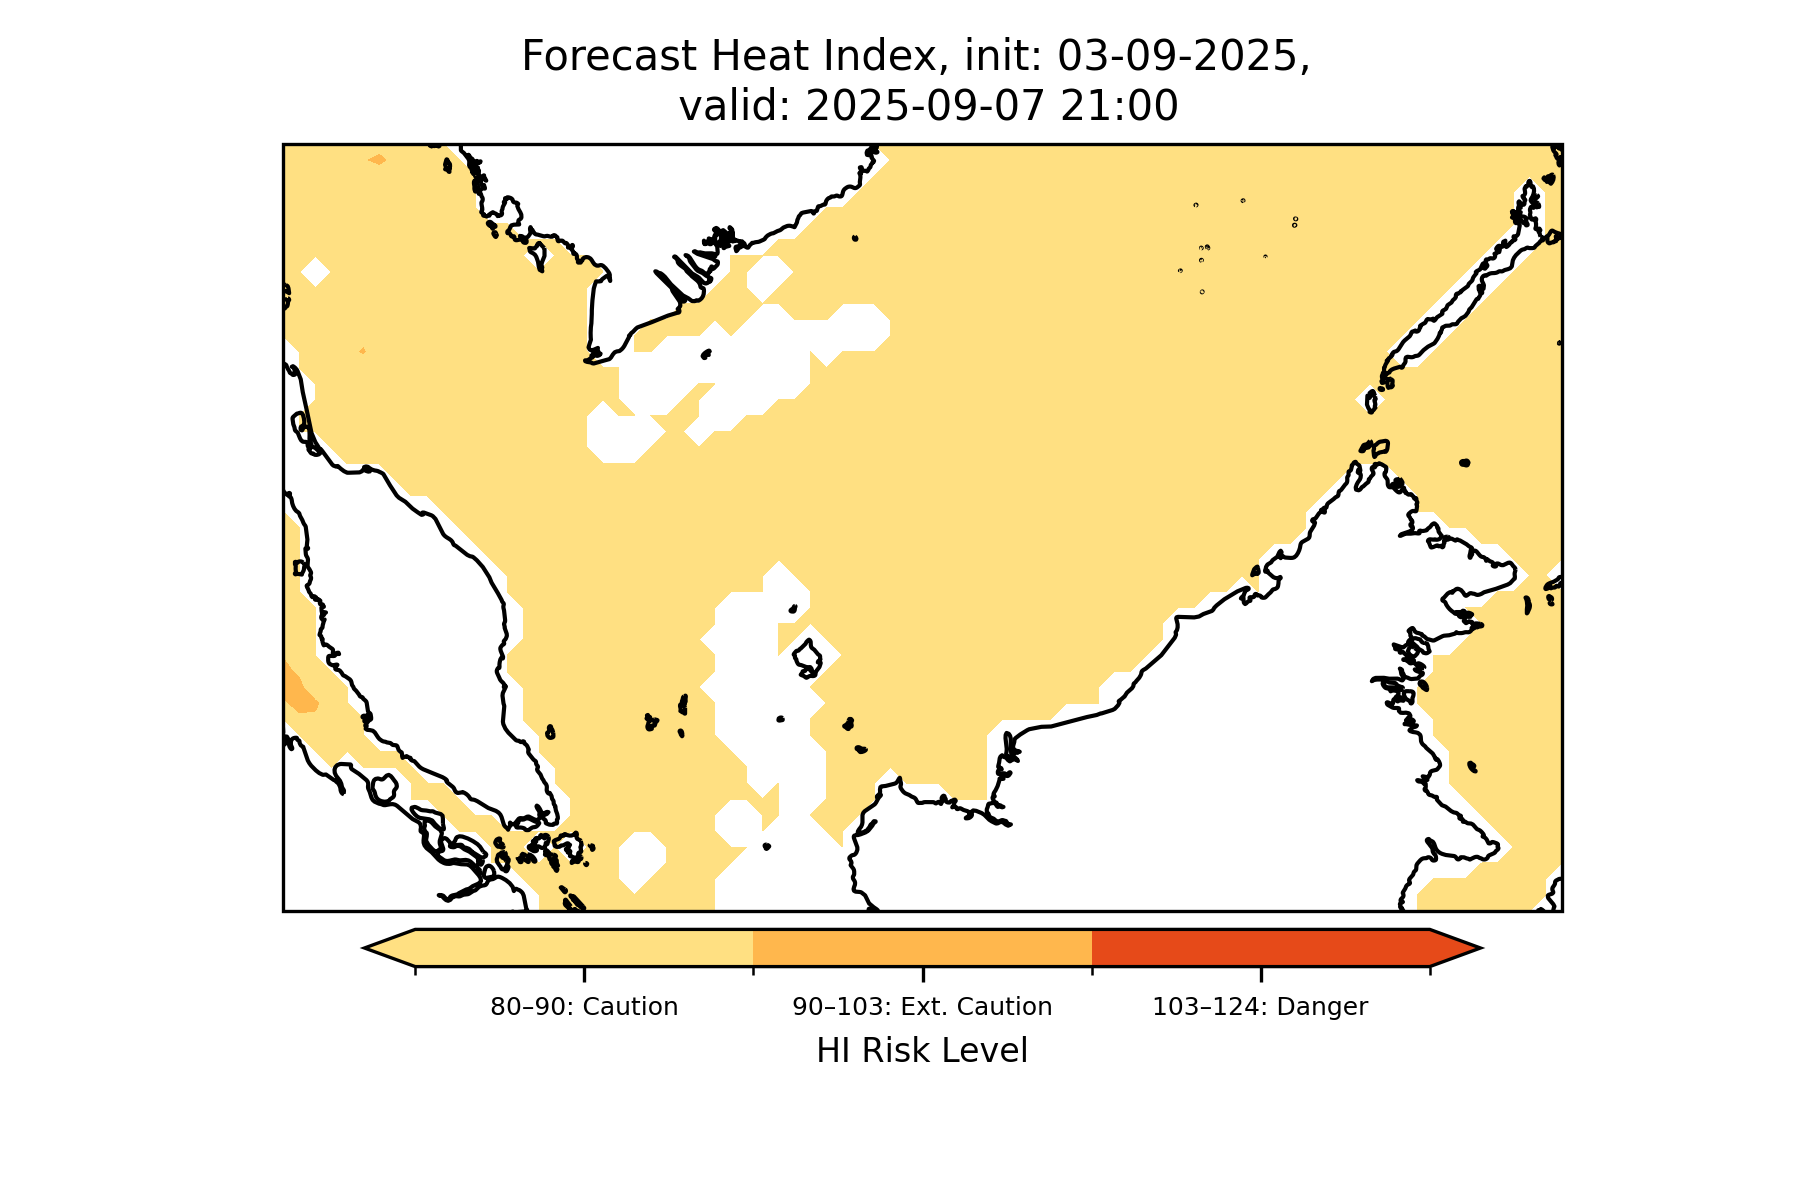 Forecast Heat Index, init: 03-09-2025,
valid: 2025-09-07 21:00
80–90: Caution
90–103: Ext. Caution
103–124: Danger
HI Risk Level